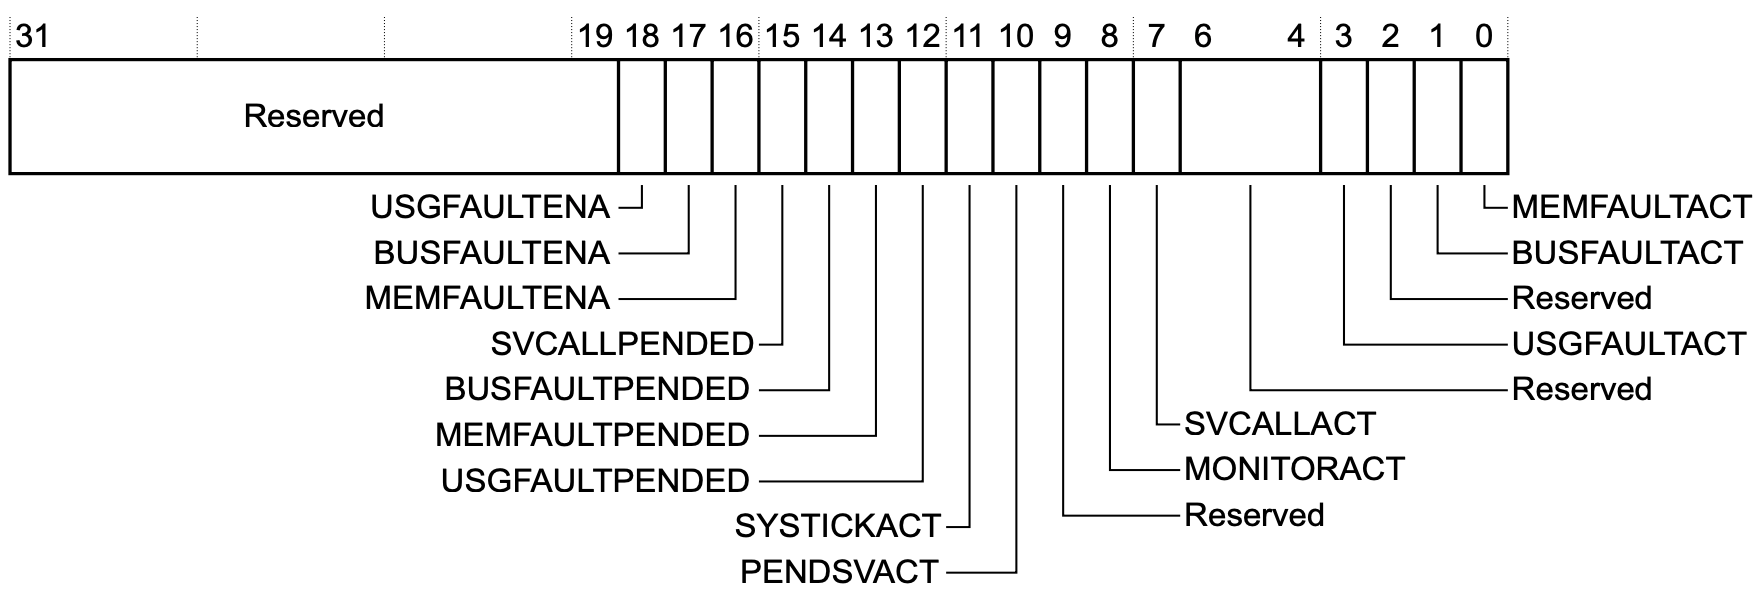 31 19 18 17 16 15 14 13 12 11 10 9 8 7 6 4 3 2 1 0
Reserved
USGFAULTENA MEMFAULTACT
BUSFAULTENA BUSFAULTACT
MEMFAULTENA Reserved
SVCALLPENDED USGFAULTACT
BUSFAULTPENDED Reserved
SVCALLACT
MEMFAULTPENDED
MONITORACT
USGFAULTPENDED
Reserved
SYSTICKACT
PENDSVACT